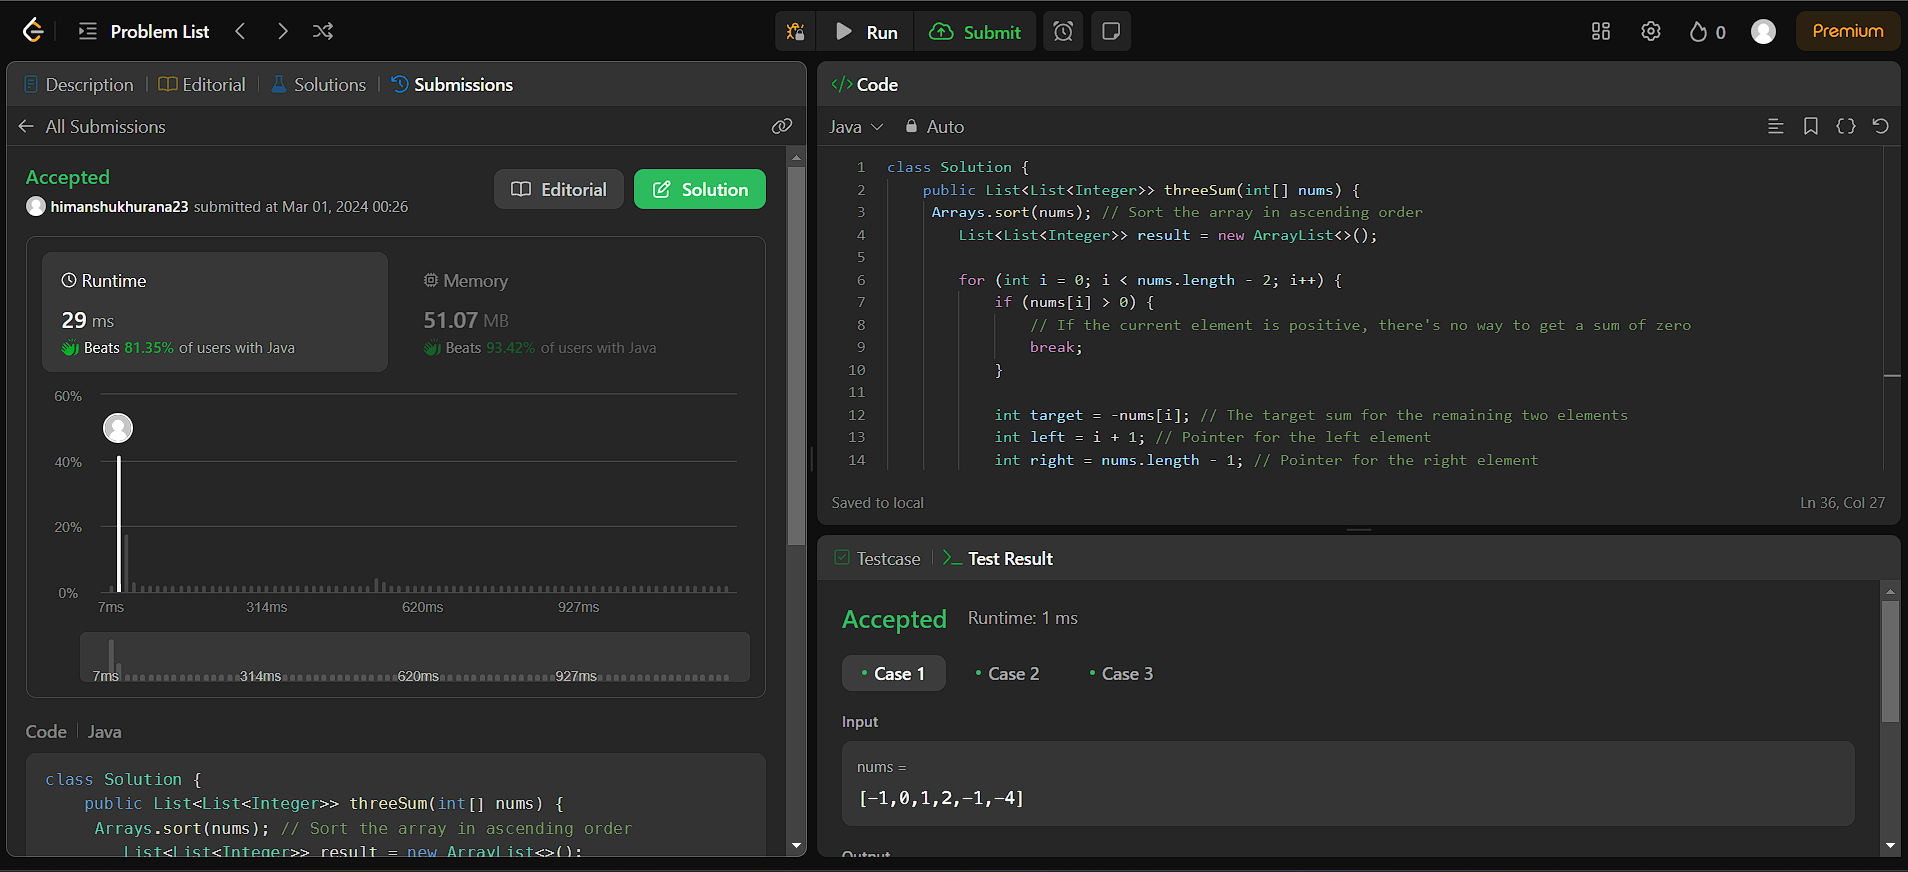 Problem List
Run
Submit
0
Premium
Description
Editorial
Solutions
Submissions
All Submissions
Accepted
himanshukhurana23 submitted at Mar 01, 2024 00:26
Editorial
Solution
Runtime
29 ms
Beats 81.35% of users with Java
Memory
51.07 MB
Beats 93.42% of users with Java
60%
40%
20%
0%
7ms 314ms 620ms 927ms
7ms 314ms 620ms 927ms
Code Java
class Solution {
public List<List<Integer>> threeSum(int[] nums) {
Arrays.sort(nums); // Sort the array in ascending order
List<List<Integer>> result = new ArrayList<>();
</> Code
Java Auto
1 class Solution {
2 public List<List<Integer>> threeSum(int[] nums) {
3 Arrays.sort(nums); // Sort the array in ascending order
4 List<List<Integer>> result = new ArrayList<>();
5
6 for (int i = 0; i < nums.length - 2; i++) {
7 if (nums[i] > 0) {
8 // If the current element is positive, there's no way to get a sum of zero
9 break;
10 }
11
12 int target = -nums[i]; // The target sum for the remaining two elements
13 int left = i + 1; // Pointer for the left element
14 int right = nums.length - 1; // Pointer for the right element
Saved to local
Ln 36, Col 27
Testcase
Test Result
Accepted Runtime: 1 ms
Case 1
Case 2
Case 3
Input
nums =
[-1,0,1,2,-1,-4]
Output